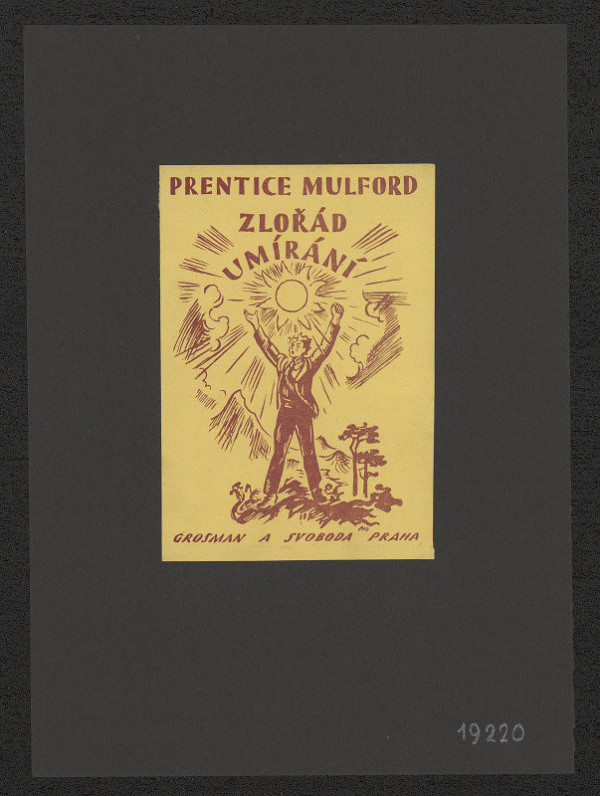 PRENTICE MULFORD
ZLOŘÁD
UMÍRÁNÍ
GROSMAN A SVOBODA PRAHA
19220